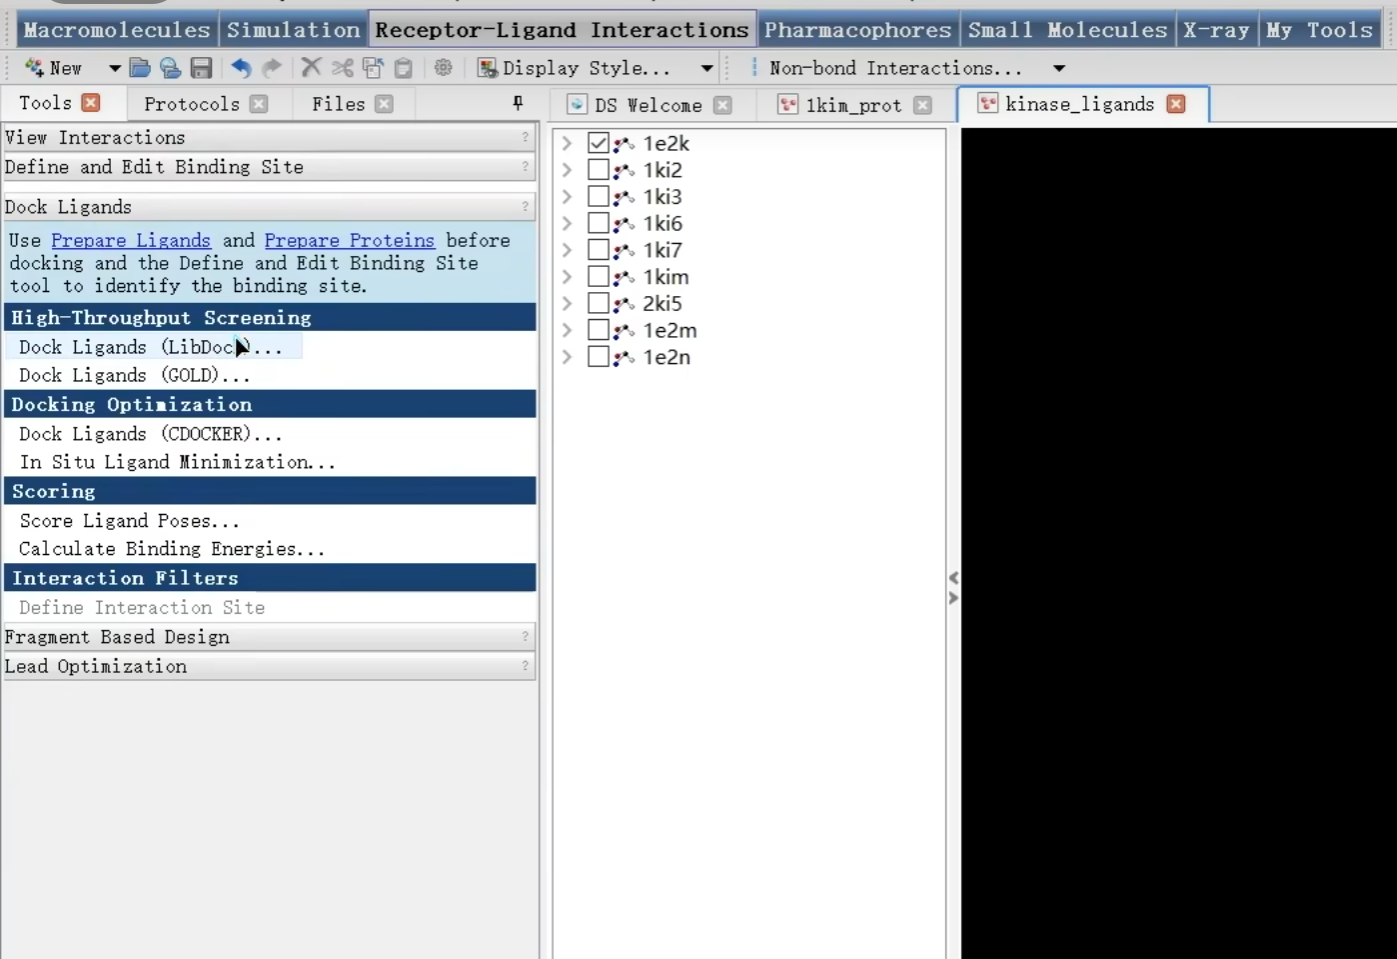 Macromolecules Simulation Receptor-Ligand Interactions Pharmacophores Small Molecules X-ray My Tools
New Display Style... Non-bond Interactions...
Tools Protocols Files DS Welcome 1kim_prot kinase_ligands
View Interactions ?
Define and Edit Binding Site ?
Dock Ligands ?
Use Prepare Ligands and Prepare Proteins before
docking and the Define and Edit Binding Site
tool to identify the binding site.
High-Throughput Screening
Dock Ligands (LibDock)...
Dock Ligands (GOLD)...
Docking Optimization
Dock Ligands (CDOCKER)...
In Situ Ligand Minimization...
Scoring
Score Ligand Poses...
Calculate Binding Energies...
Interaction Filters
Define Interaction Site
Fragment Based Design ?
Lead Optimization ?
1e2k
1ki2
1ki3
1ki6
1ki7
1kim
2ki5
1e2m
1e2n